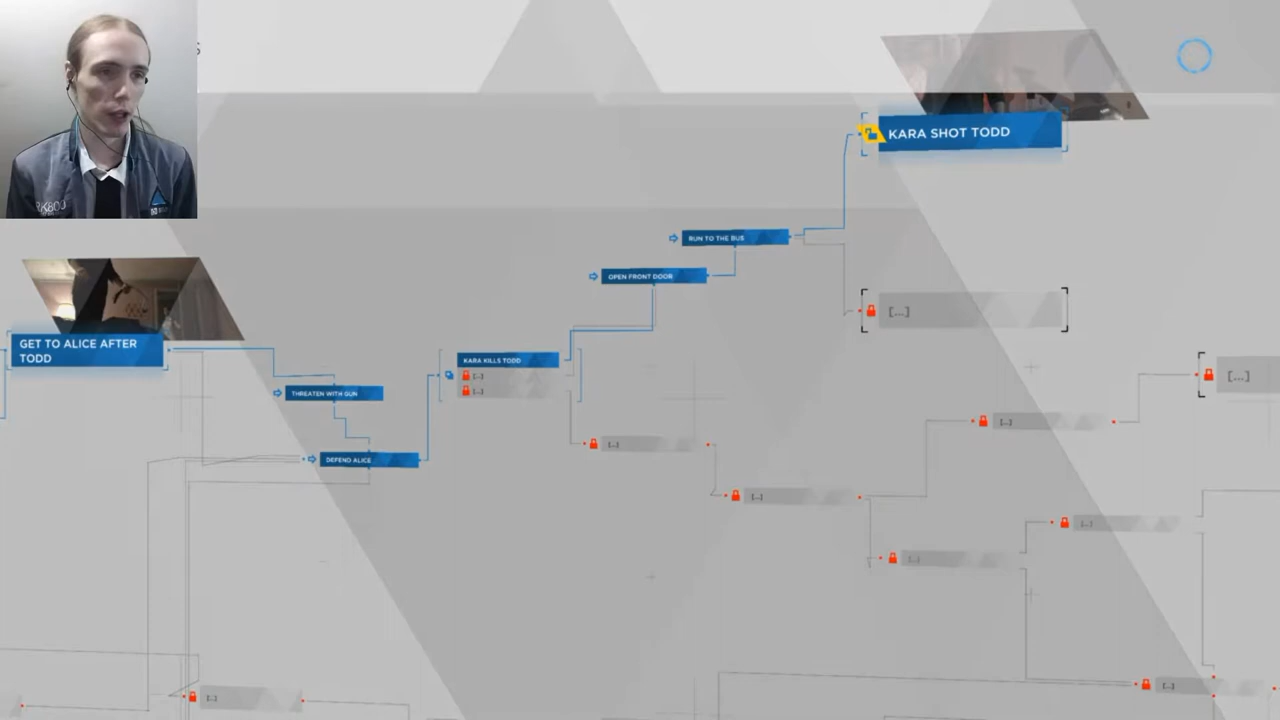 S
RK800
KARA SHOT TODD
RUN TO THE BUS
OPEN FRONT DOOR
[...]
GET TO ALICE AFTER
TODD
KARA KILLS TODD
[...]
[...]
[...]
THREATEN WITH GUN
[...]
[...]
DEFEND ALICE
[...]
[...]
[...]
[...]
[...]